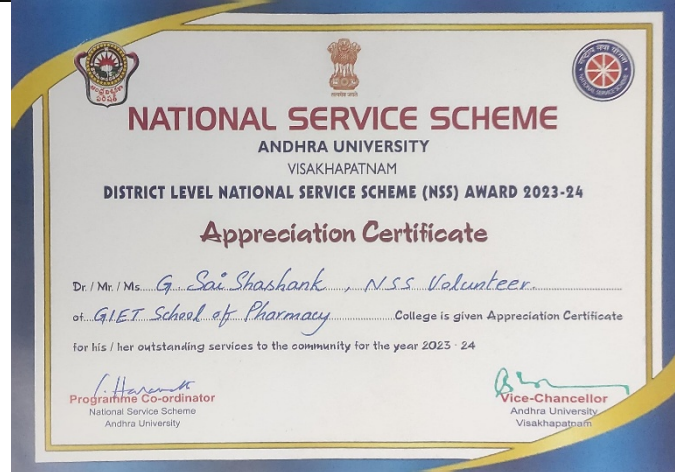 NATIONAL SERVICE SCHEME
ANDHRA UNIVERSITY
VISAKHAPATNAM
DISTRICT LEVEL NATIONAL SERVICE SCHEME (NSS) AWARD 2023-24
Appreciation Certificate
Dr. / Mr. / Ms. G. Sai Shashank, NSS Volunteer.
of GIET School of Pharmacy College is given Appreciation Certificate
for his / her outstanding services to the community for the year 2023 - 24
Programme Co-ordinator
National Service Scheme
Andhra University
Vice-Chancellor
Andhra University
Visakhapatnam